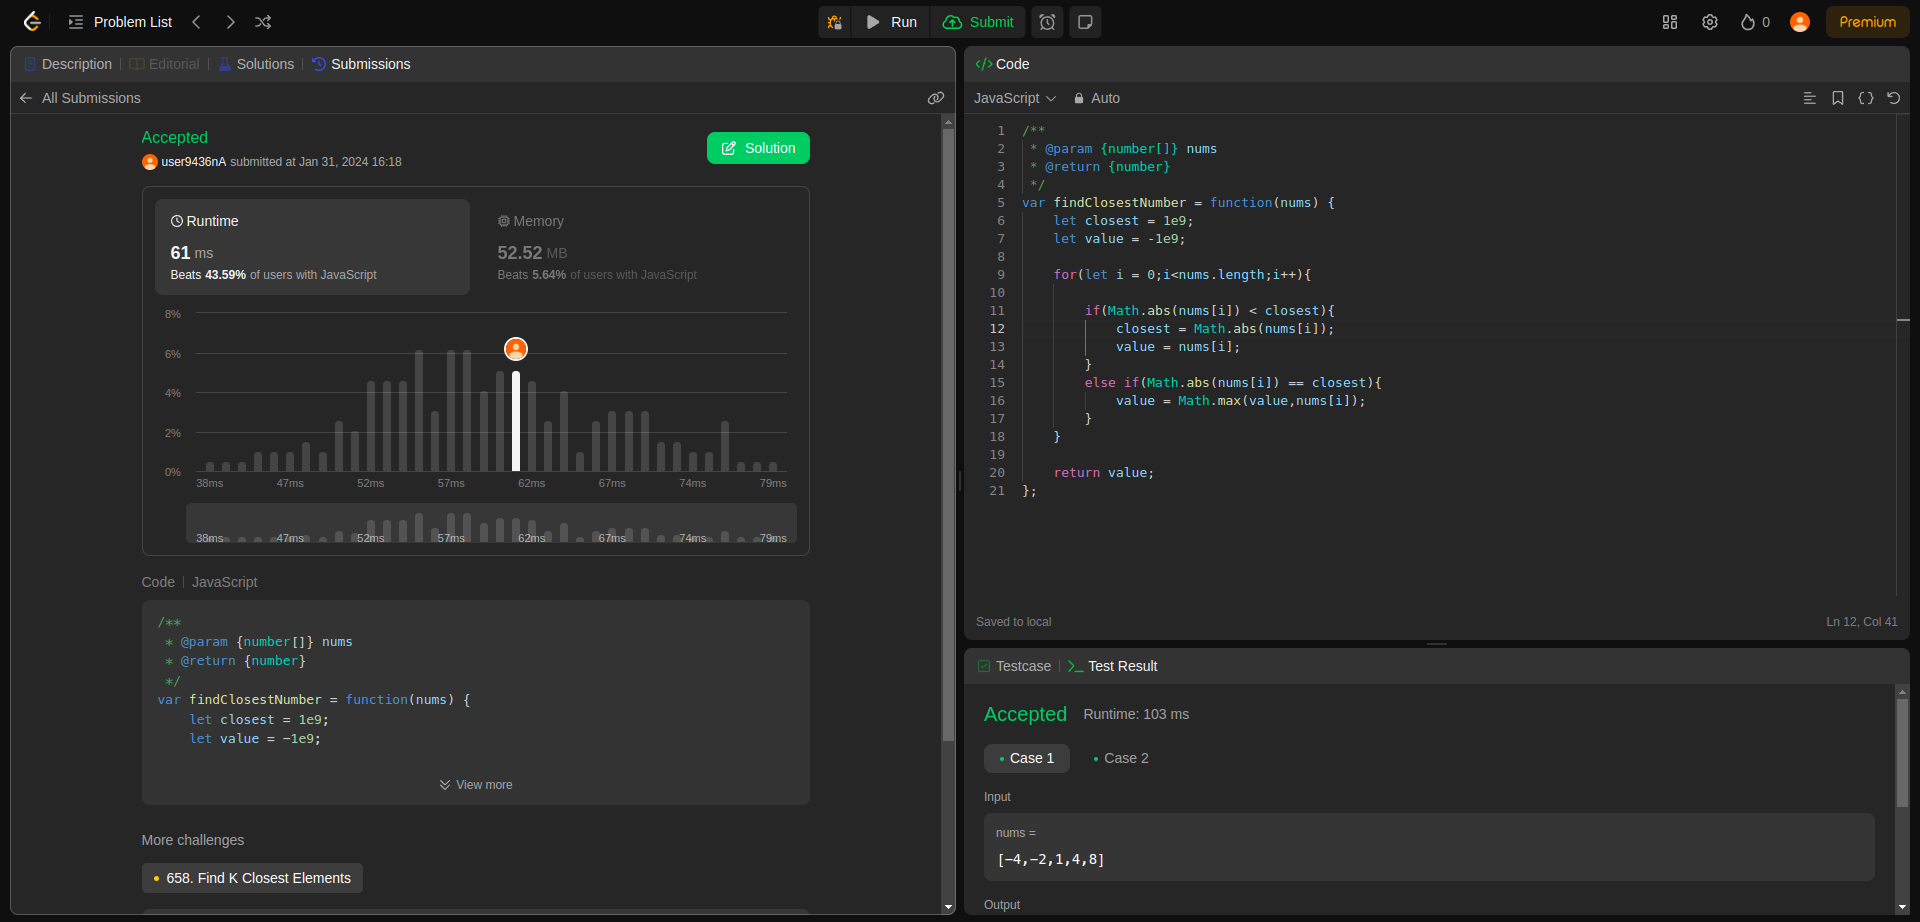 Problem List
Run
Submit
0
Premium
Description
Editorial
Solutions
Submissions
All Submissions
Accepted
user9436nA submitted at Jan 31, 2024 16:18
Solution
Runtime
61 ms
Beats 43.59% of users with JavaScript
Memory
52.52 MB
Beats 5.64% of users with JavaScript
8%
6%
4%
2%
0%
38ms 47ms 52ms 57ms 62ms 67ms 74ms 79ms
38ms 47ms 52ms 57ms 62ms 67ms 74ms 79ms
Code | JavaScript
/**
 * @param {number[]} nums
 * @return {number}
 */
var findClosestNumber = function(nums) {
    let closest = 1e9;
    let value = -1e9;
View more
More challenges
658. Find K Closest Elements
</> Code
JavaScript
Auto
1 /**
2  * @param {number[]} nums
3  * @return {number}
4  */
5 var findClosestNumber = function(nums) {
6     let closest = 1e9;
7     let value = -1e9;
8
9     for(let i = 0;i<nums.length;i++){
10
11         if(Math.abs(nums[i]) < closest){
12             closest = Math.abs(nums[i]);
13             value = nums[i];
14         }
15         else if(Math.abs(nums[i]) == closest){
16             value = Math.max(value,nums[i]);
17         }
18     }
19
20     return value;
21 };
Saved to local
Ln 12, Col 41
Testcase
Test Result
Accepted
Runtime: 103 ms
Case 1
Case 2
Input
nums =
[-4,-2,1,4,8]
Output